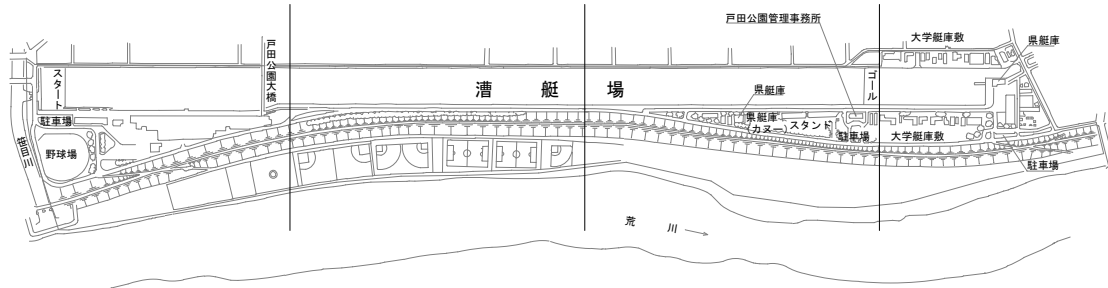 戸田公園管理事務所
大学艇庫敷
県艇庫
戸田公園大橋
スタート
漕艇場
ゴール
県艇庫
駐車場
県艇庫
(カヌー)
スタンド
駐車場
大学艇庫敷
笹目川
野球場
駐車場
荒川